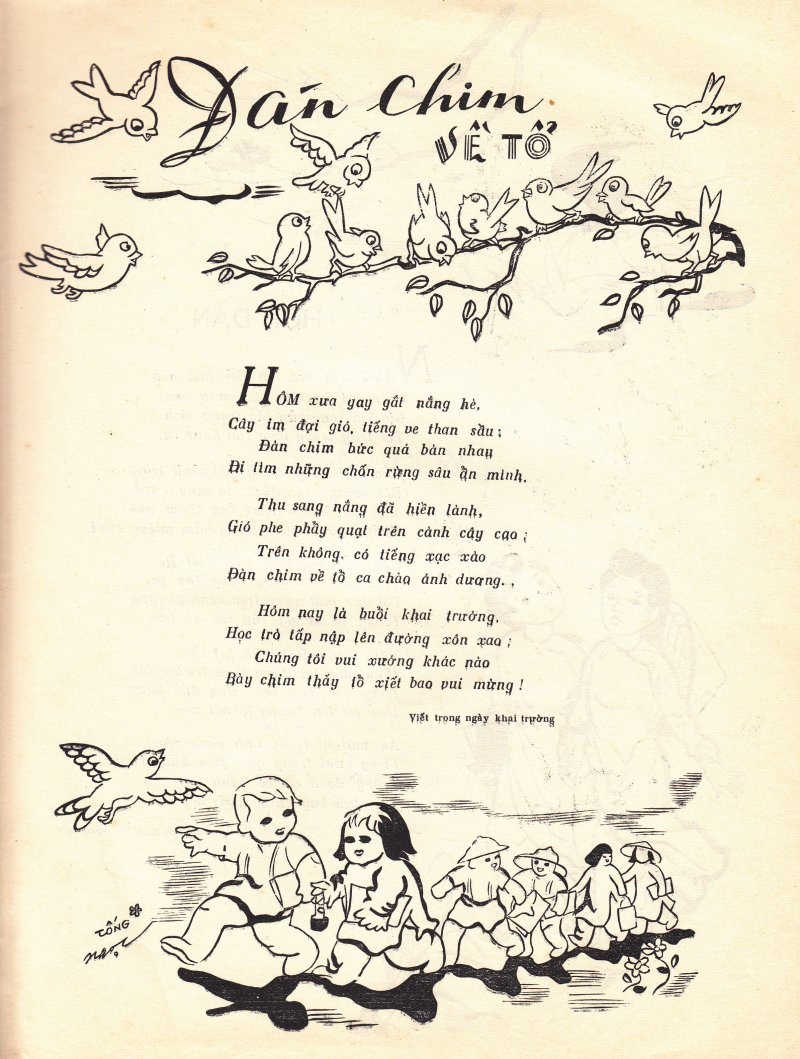 Đàn chim
VỀ TỔ
HÔM xưa gay gắt nắng hè,
Cây im đợi gió, tiếng ve than sầu ;
Đàn chim bức quá bàn nhau
Đi tìm những chốn rừng sâu ẩn mình.
Thu sang nắng đã hiền lành,
Gió phe phẩy quạt trên cành cây cao ;
Trên không, có tiếng xạc xào
Đàn chim về tổ ca chào ánh dương.,
Hôm nay là buổi khai trường,
Học trò tấp nập lên đường xôn xao ;
Chúng tôi vui xướng khác nào
Bày chim thấy tổ xiết bao vui mừng !
Viết trong ngày khai trường
TỐNG
Ngọc